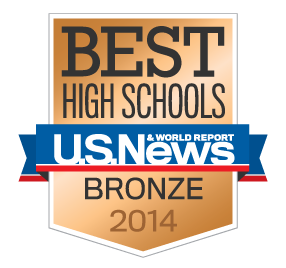 BEST
HIGH SCHOOLS
& WORLD REPORT
U.S.News
BRONZE
2014